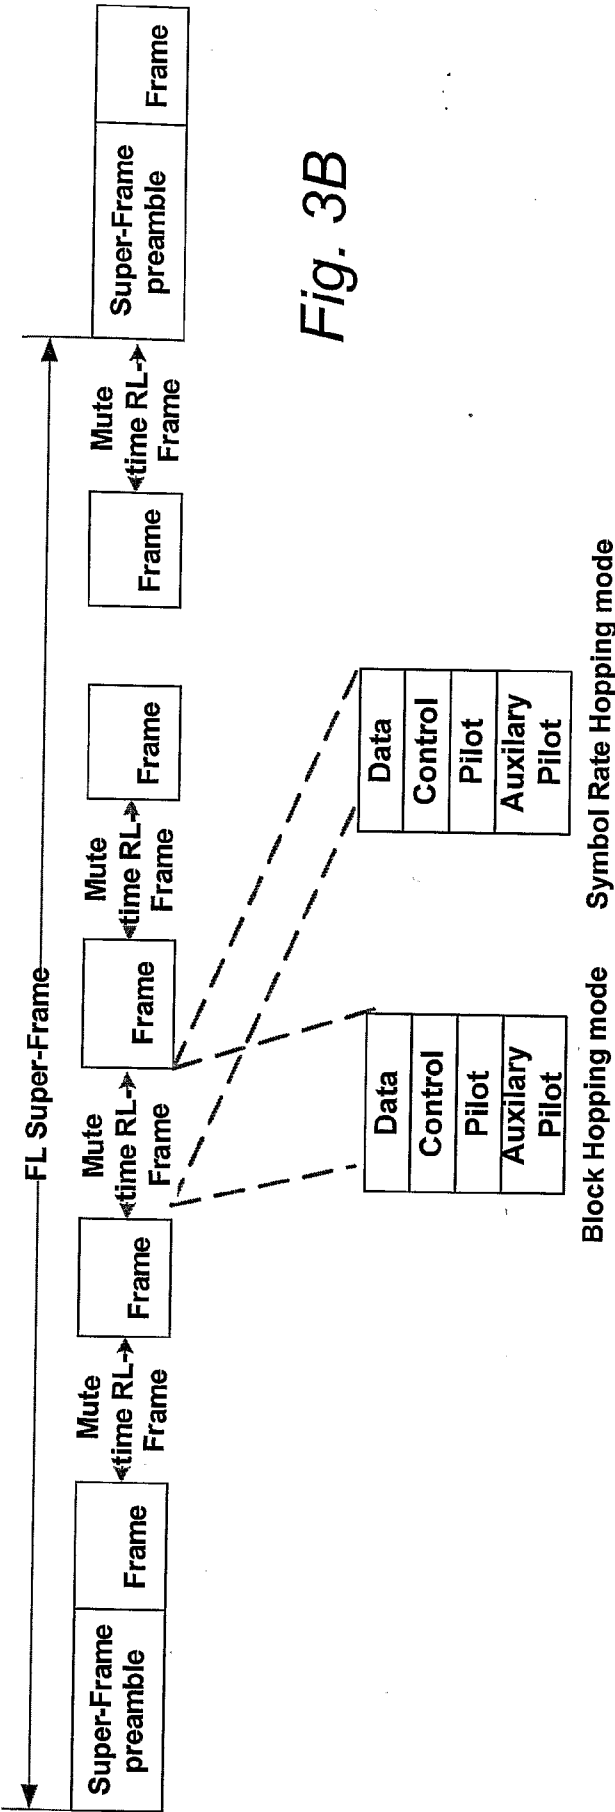 FL Super-Frame
Super-Frame
preamble
Frame
Mute
time RL-
Frame
Frame
Mute
time RL-
Frame
Frame
Mute
time RL-
Frame
Frame
Frame
Mute
time RL-
Frame
Super-Frame
preamble
Frame
Data
Control
Pilot
Auxilary
Pilot
Block Hopping mode
Data
Control
Pilot
Auxilary
Pilot
Symbol Rate Hopping mode
Fig. 3B